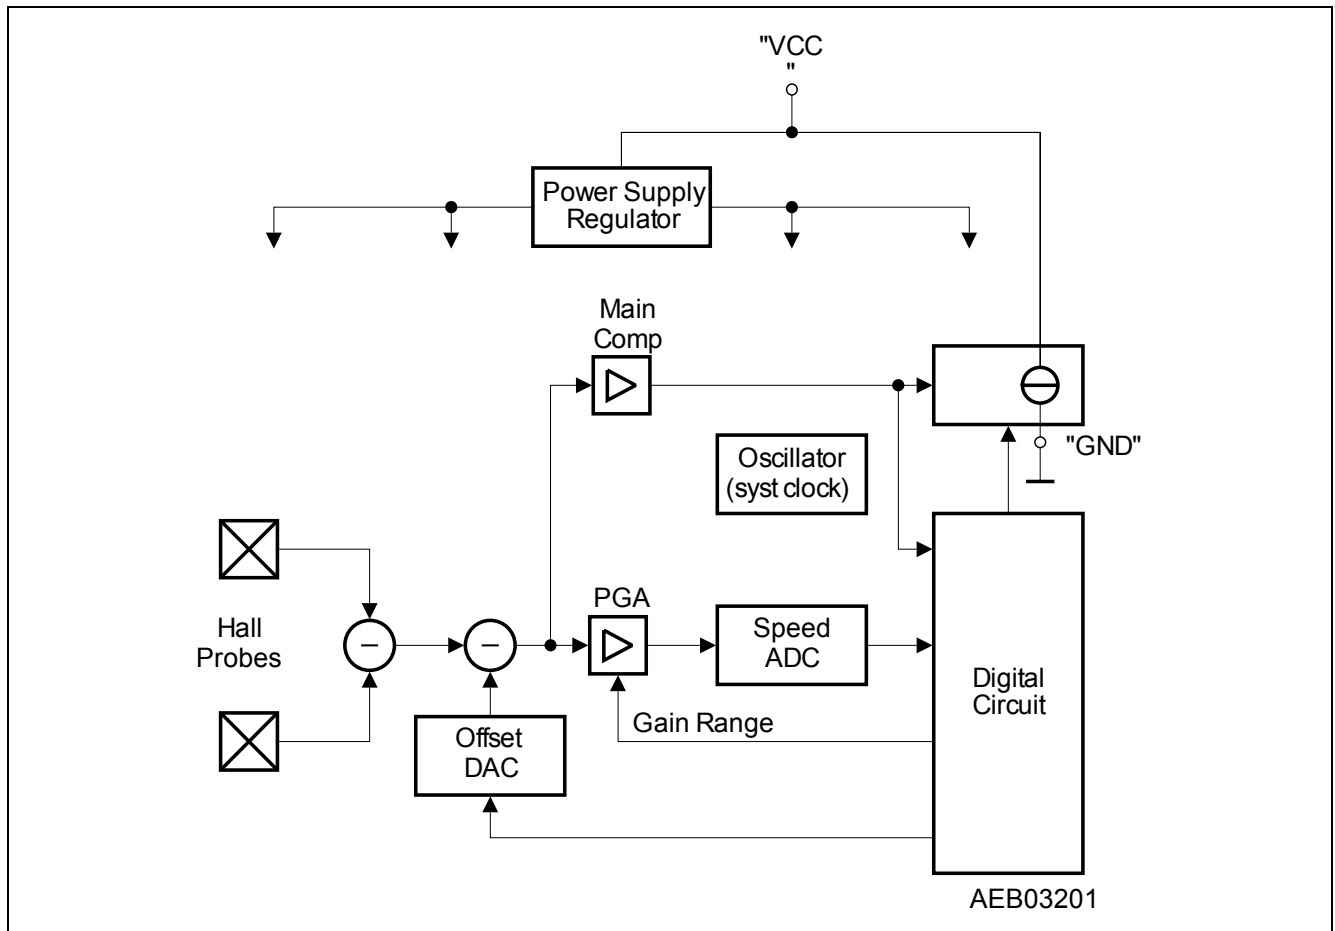 "VCC
"
Power Supply
Regulator
Main
Comp
"GND"
Oscillator
(syst clock)
PGA
Hall
Probes
–
–
Speed
ADC
Digital
Circuit
Gain Range
Offset
DAC
AEB03201